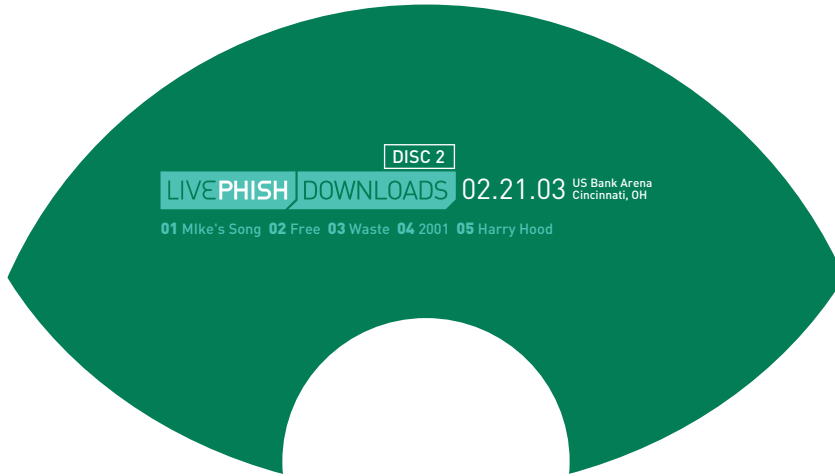 DISC 2
LIVEPHISH DOWNLOADS 02.21.03 US Bank Arena
Cincinnati, OH
01 MIke's Song 02 Free 03 Waste 04 2001 05 Harry Hood